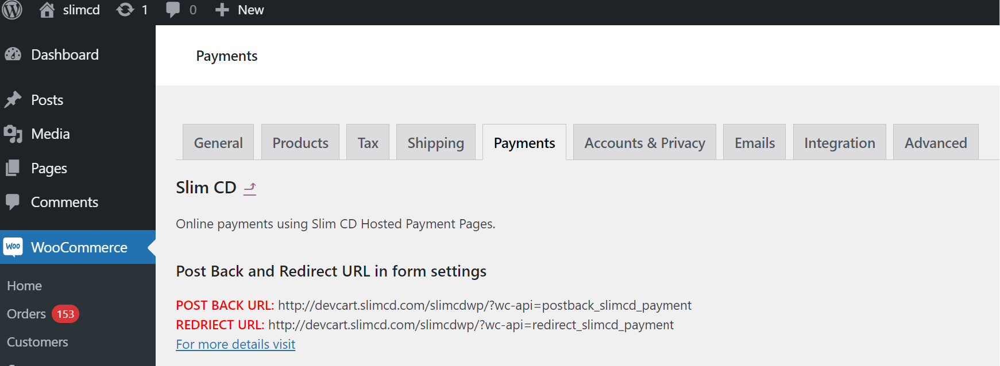 slimcd 1 0 New
Dashboard
Posts
Media
Pages
Comments
Woo WooCommerce
Home
Orders 153
Customers
Payments
General Products Tax Shipping Payments Accounts & Privacy Emails Integration Advanced
Slim CD
Online payments using Slim CD Hosted Payment Pages.
Post Back and Redirect URL in form settings
POST BACK URL: http://devcart.slimcd.com/slimcdwp/?wc-api=postback_slimcd_payment
REDRIECT URL: http://devcart.slimcd.com/slimcdwp/?wc-api=redirect_slimcd_payment
For more details visit